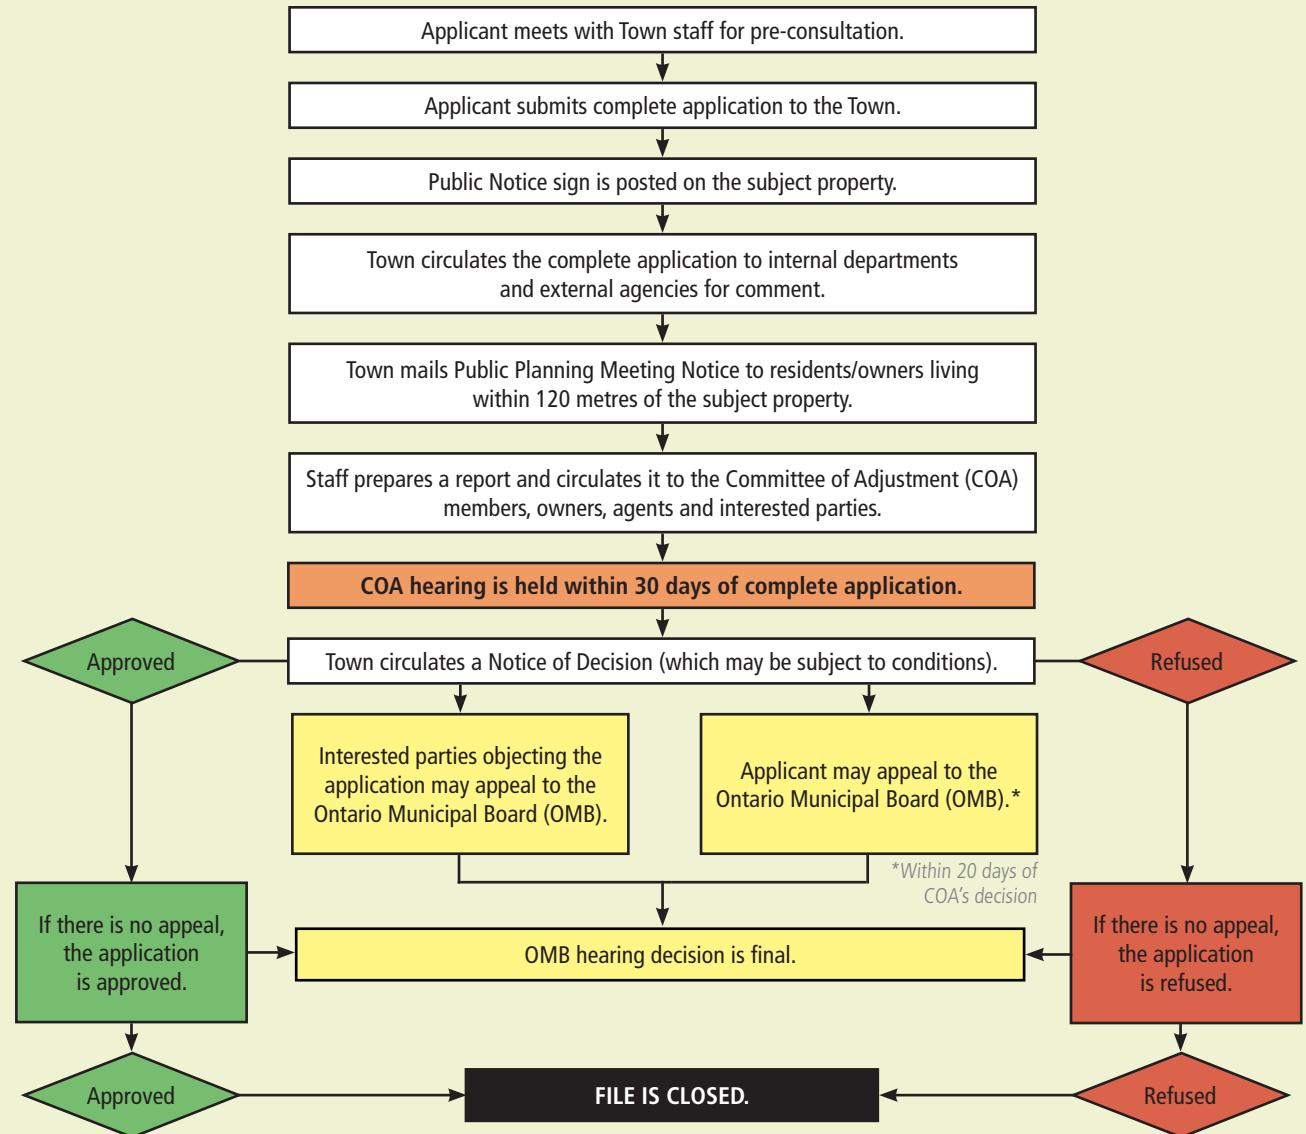 Applicant meets with Town staff for pre-consultation.
Applicant submits complete application to the Town.
Public Notice sign is posted on the subject property.
Town circulates the complete application to internal departments
and external agencies for comment.
Town mails Public Planning Meeting Notice to residents/owners living
within 120 metres of the subject property.
Staff prepares a report and circulates it to the Committee of Adjustment (COA)
members, owners, agents and interested parties.
COA hearing is held within 30 days of complete application.
Approved
Town circulates a Notice of Decision (which may be subject to conditions).
Refused
Interested parties objecting the
application may appeal to the
Ontario Municipal Board (OMB).
Applicant may appeal to the
Ontario Municipal Board (OMB).*
*Within 20 days of
COA's decision
If there is no appeal,
the application
is approved.
OMB hearing decision is final.
If there is no appeal,
the application
is refused.
Approved
FILE IS CLOSED.
Refused